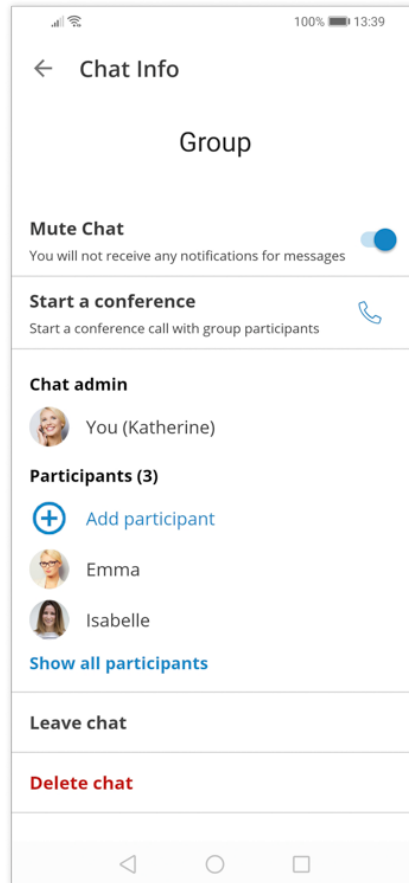 100% 13:39
Chat Info
Group
Mute Chat
You will not receive any notifications for messages
Start a conference
Start a conference call with group participants
Chat admin
You (Katherine)
Participants (3)
Add participant
Emma
Isabelle
Show all participants
Leave chat
Delete chat